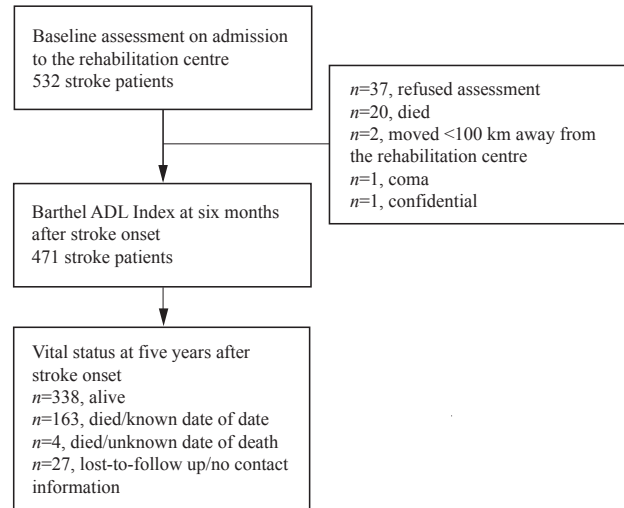 Baseline assessment on admission
to the rehabilitation centre
532 stroke patients
n=37, refused assessment
n=20, died
n=2, moved <100 km away from
the rehabilitation centre
n=1, coma
n=1, confidential
Barthel ADL Index at six months
after stroke onset
471 stroke patients
Vital status at five years after
stroke onset
n=338, alive
n=163, died/known date of date
n=4, died/unknown date of death
n=27, lost-to-follow up/no contact
information